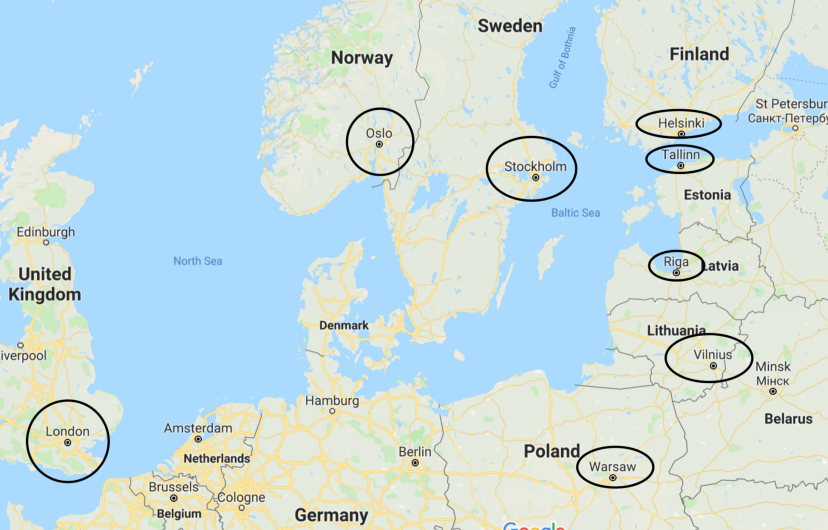 Sweden
Norway
Finland
Gulf of Bothnia
St Petersbur
Санкт-Петербу
Helsinki
Oslo
Tallinn
Stockholm
Estonia
Baltic Sea
Edinburgh
North Sea
Riga
Latvia
United
Kingdom
Denmark
Lithuania
iverpool
Vilnius
Minsk
Мінск
Hamburg
Belarus
London
Amsterdam
Netherlands
Berlin
Poland
Warsaw
Brussels
Cologne
Belgium
Germany
Google